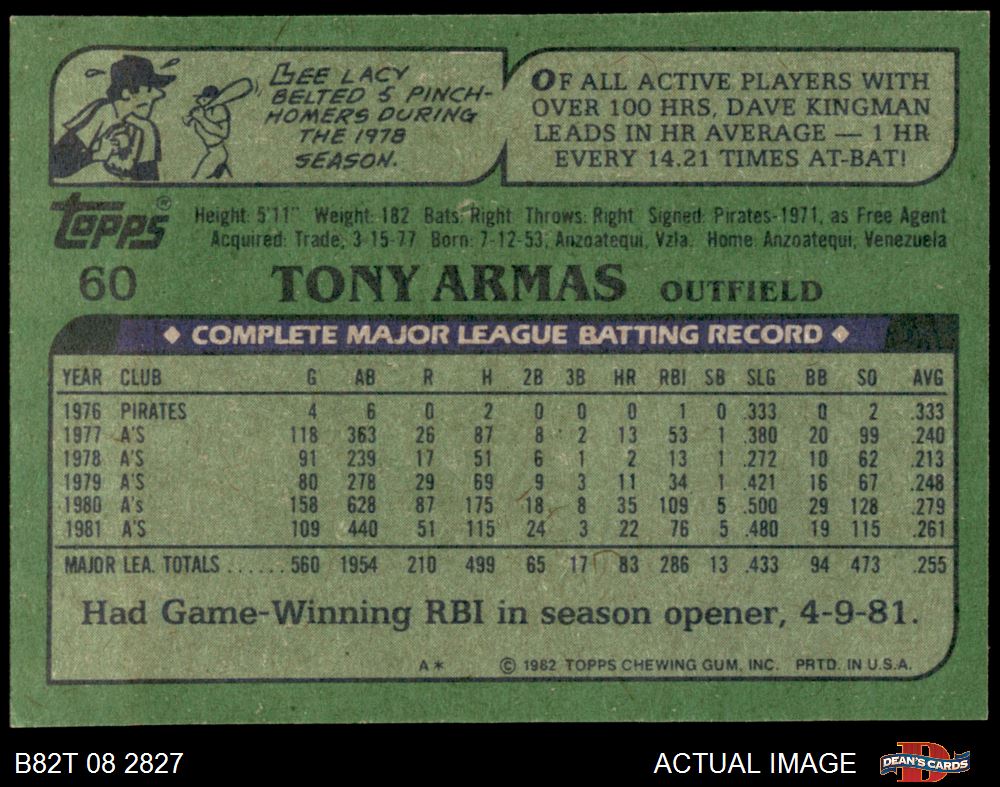 LEE LACY
BELTED 5 PINCH-
HOMERS DURING
THE 1978
SEASON.
OF ALL ACTIVE PLAYERS WITH
OVER 100 HRS, DAVE KINGMAN
LEADS IN HR AVERAGE — 1 HR
EVERY 14.21 TIMES AT-BAT!
Topps®
Height: 5'11" Weight: 182 Bats: Right Throws: Right Signed: Pirates-1971, as Free Agent
Acquired: Trade, 3-15-77 Born: 7-12-53, Anzoatequi, Vzla. Home: Anzoatequi, Venezuela
60 TONY ARMAS OUTFIELD
◆ COMPLETE MAJOR LEAGUE BATTING RECORD ◆
YEAR CLUB G AB R H 2B 3B HR RBI SB SLG BB SO AVG
1976 PIRATES 4 6 0 2 0 0 0 1 0 .333 0 2 .333
1977 A'S 118 363 26 87 8 2 13 53 1 .380 20 99 .240
1978 A'S 91 239 17 51 6 1 2 13 1 .272 10 62 .213
1979 A'S 80 278 29 69 9 3 11 34 1 .421 16 67 .248
1980 A's 158 628 87 175 18 8 35 109 5 .500 29 128 .279
1981 A'S 109 440 51 115 24 3 22 76 5 .480 19 115 .261
MAJOR LEA. TOTALS ...... 560 1954 210 499 65 17 83 286 13 .433 94 473 .255
Had Game-Winning RBI in season opener, 4-9-81.
A* © 1982 TOPPS CHEWING GUM, INC. PRTD. IN U.S.A.
B82T 08 2827 ACTUAL IMAGE D DEAN'S CARDS